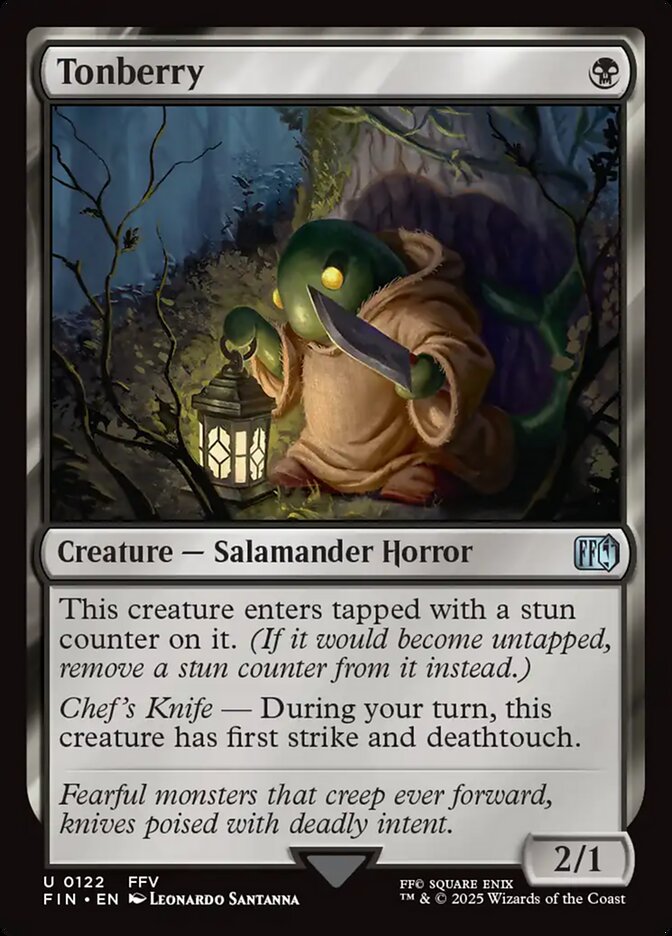 Tonberry
Creature — Salamander Horror
FF
This creature enters tapped with a stun
counter on it. (If it would become untapped,
remove a stun counter from it instead.)
Chef's Knife — During your turn, this
creature has first strike and deathtouch.
Fearful monsters that creep ever forward,
knives poised with deadly intent.
2/1
U 0122 FFV
FIN • EN Leonardo Santanna
FF© SQUARE ENIX
™ & © 2025 Wizards of the Coast